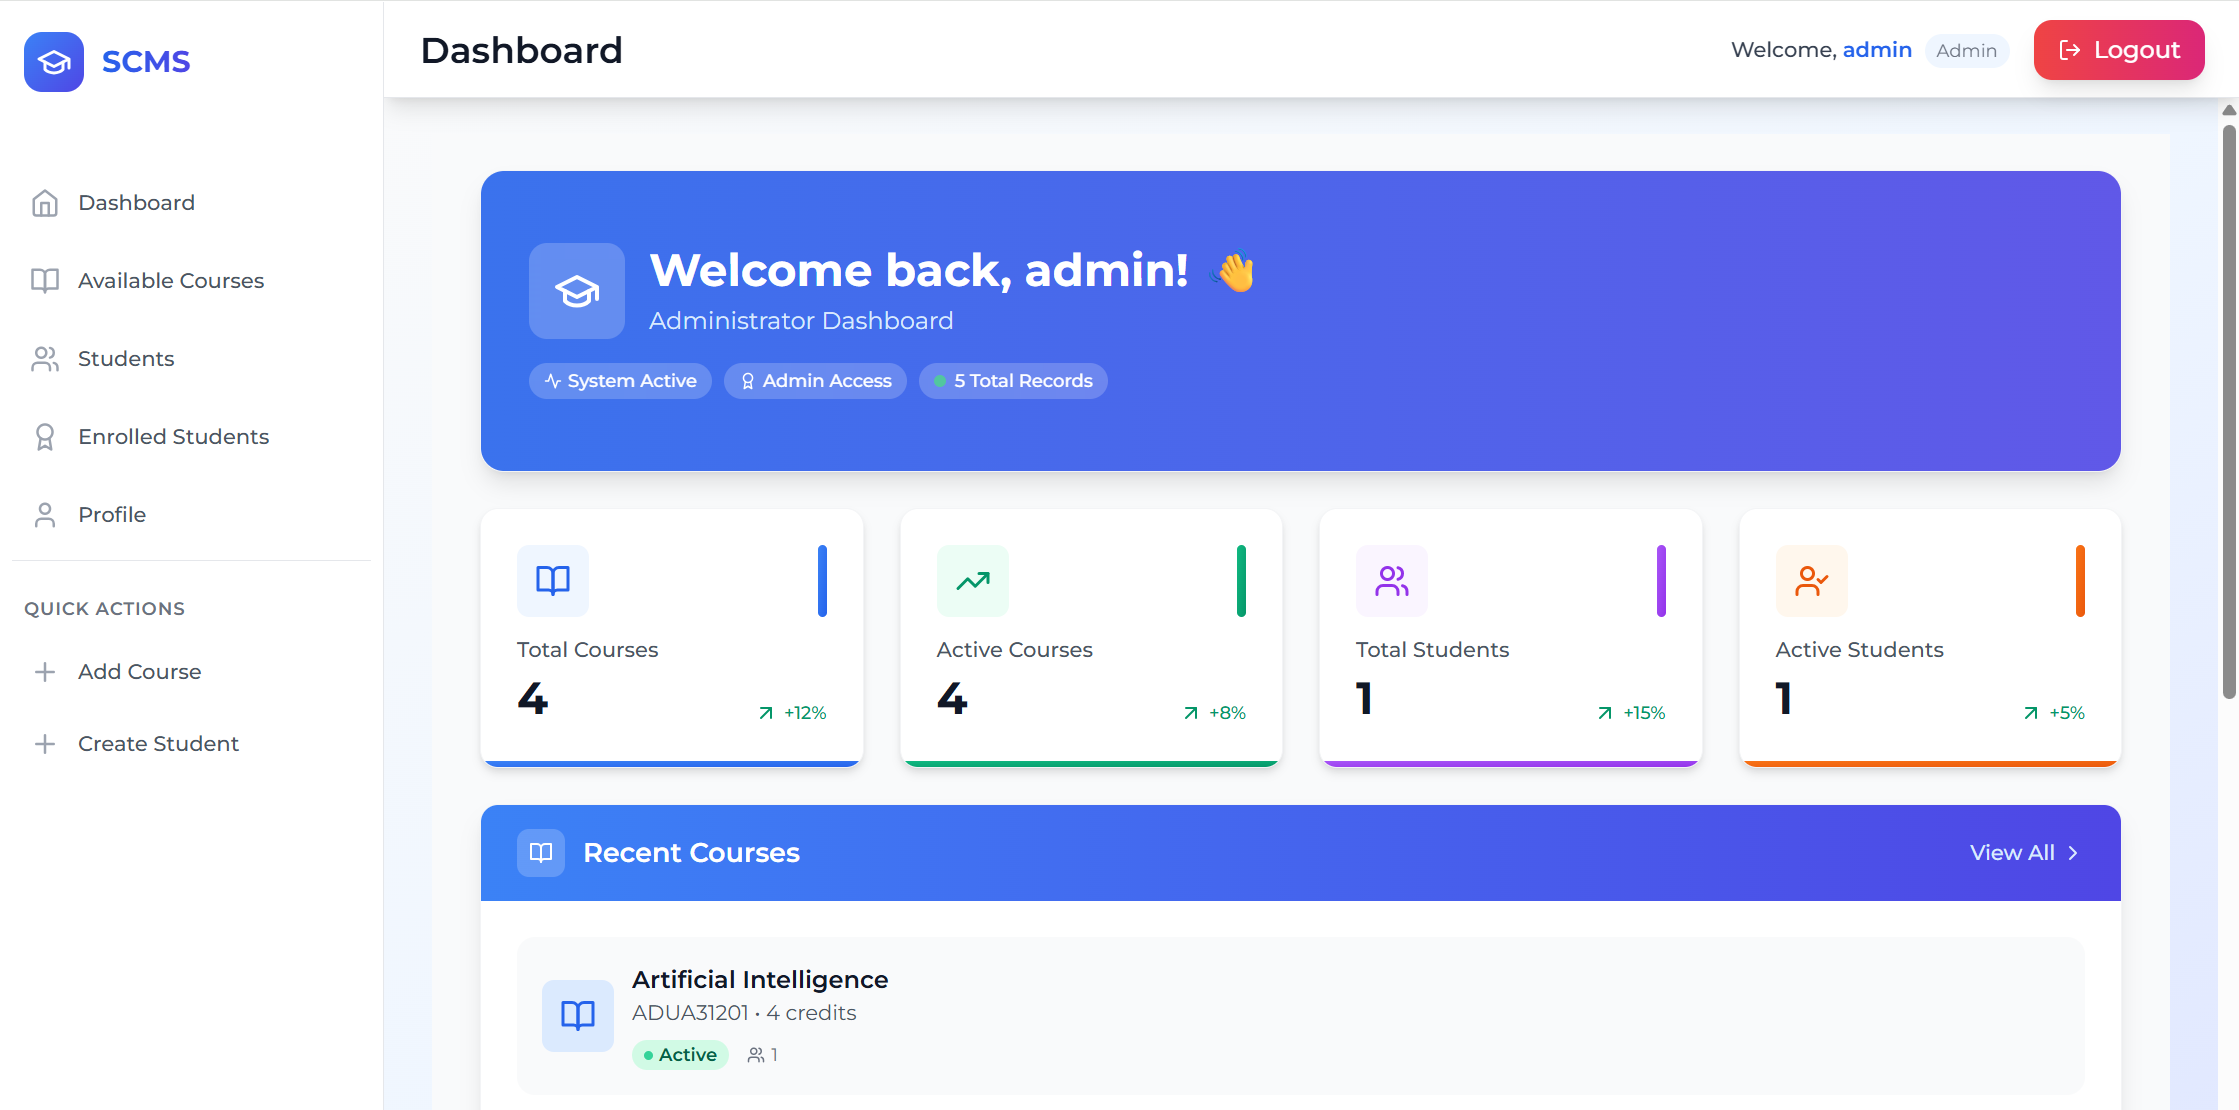 SCMS
Dashboard
Available Courses
Students
Enrolled Students
Profile
QUICK ACTIONS
Add Course
Create Student
Dashboard
Welcome, admin Admin Logout
Welcome back, admin! 👋
Administrator Dashboard
System Active Admin Access 5 Total Records
Total Courses
4 +12%
Active Courses
4 +8%
Total Students
1 +15%
Active Students
1 +5%
Recent Courses View All
Artificial Intelligence
ADUA31201 • 4 credits
Active 1